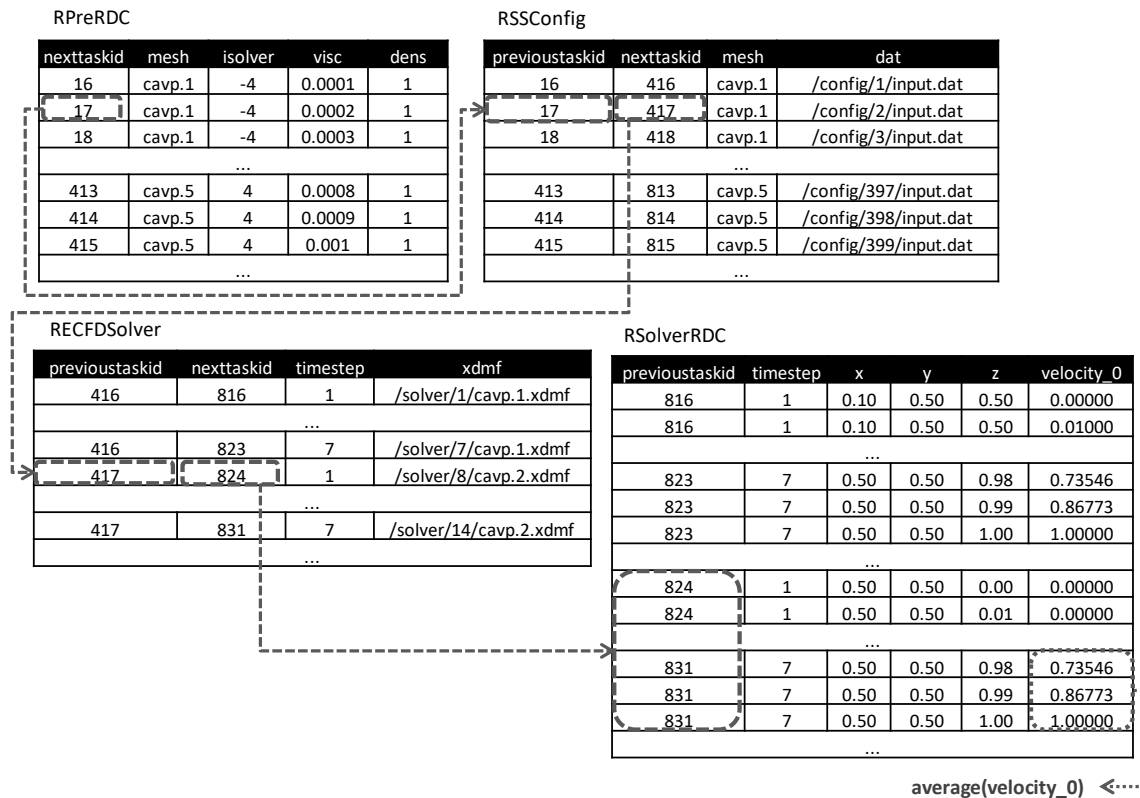 RPreRDC
nexttaskid mesh isolver visc dens
16 cavp.1 -4 0.0001 1
17 cavp.1 -4 0.0002 1
18 cavp.1 -4 0.0003 1
...
413 cavp.5 4 0.0008 1
414 cavp.5 4 0.0009 1
415 cavp.5 4 0.001 1
...
RSSConfig
previoustaskid nexttaskid mesh dat
16 416 cavp.1 /config/1/input.dat
17 417 cavp.1 /config/2/input.dat
18 418 cavp.1 /config/3/input.dat
...
413 813 cavp.5 /config/397/input.dat
414 814 cavp.5 /config/398/input.dat
415 815 cavp.5 /config/399/input.dat
...
RECFDSolver
previoustaskid nexttaskid timestep xdmf
416 816 1 /solver/1/cavp.1.xdmf
...
416 823 7 /solver/7/cavp.1.xdmf
417 824 1 /solver/8/cavp.2.xdmf
...
417 831 7 /solver/14/cavp.2.xdmf
...
RSolverRDC
previoustaskid timestep x y z velocity_0
816 1 0.10 0.50 0.50 0.00000
816 1 0.10 0.50 0.50 0.01000
...
823 7 0.50 0.50 0.98 0.73546
823 7 0.50 0.50 0.99 0.86773
823 7 0.50 0.50 1.00 1.00000
...
824 1 0.50 0.50 0.00 0.00000
824 1 0.50 0.50 0.01 0.00000
...
831 7 0.50 0.50 0.98 0.73546
831 7 0.50 0.50 0.99 0.86773
831 7 0.50 0.50 1.00 1.00000
...
average(velocity_0)